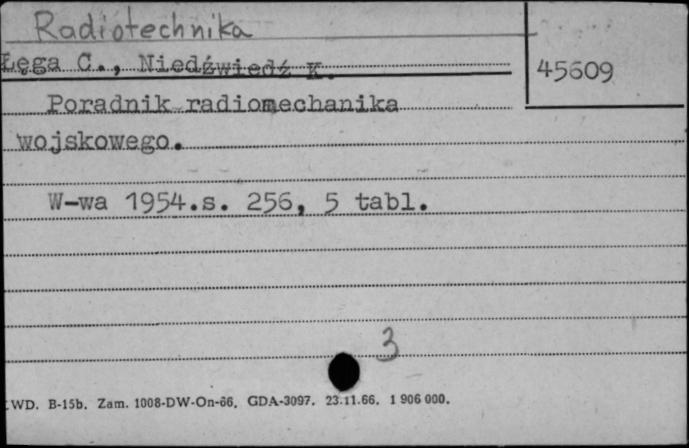 Radiotechnika
Łęga C., Niedźwiedź K.
45609
Poradnik radiomechanika
wojskowego.
W-wa 1954.s. 256, 5 tabl.
3
WD. B-15b. Zam. 1008-DW-On-66. GDA-3097. 23.11.66. 1 906 000.